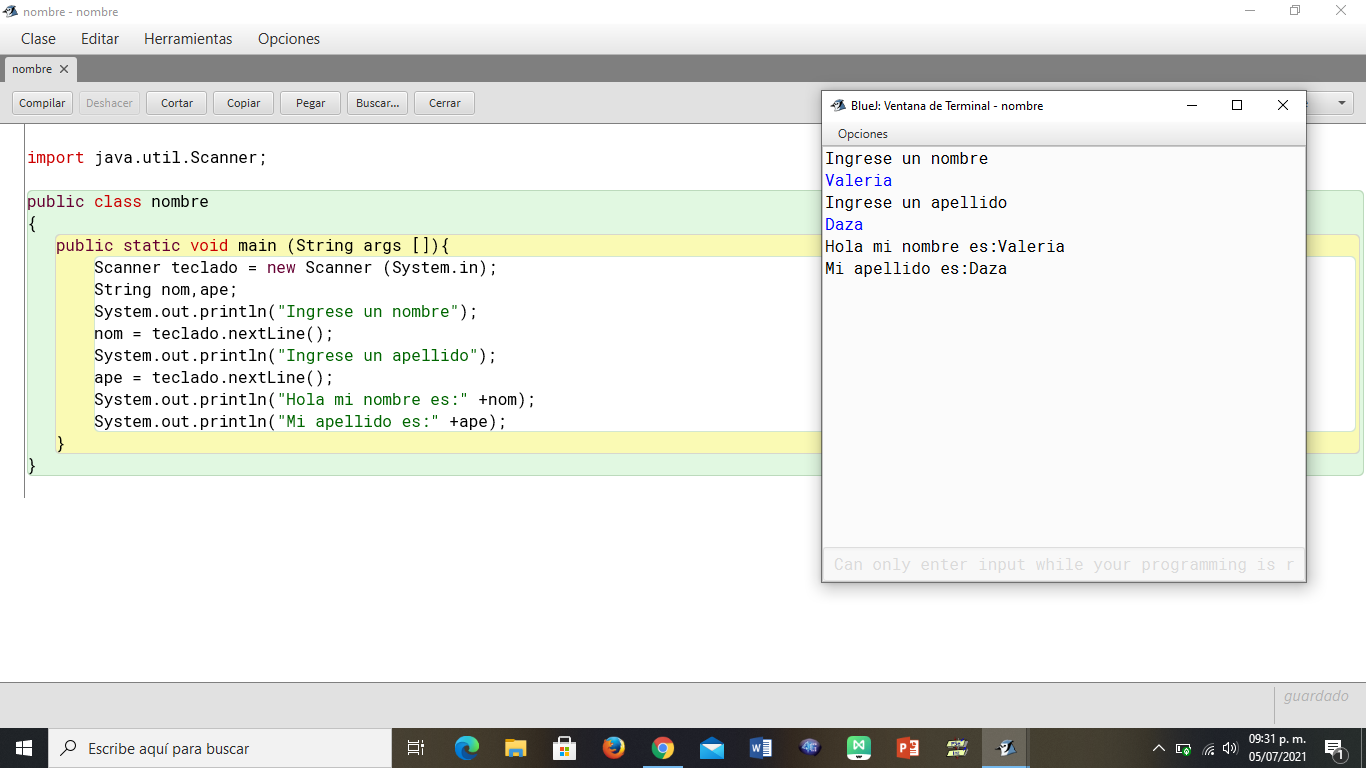 nombre - nombre
Clase Editar Herramientas Opciones
nombre
Compilar Deshacer Cortar Copiar Pegar Buscar... Cerrar
import java.util.Scanner;
public class nombre
{
public static void main (String args []){
Scanner teclado = new Scanner (System.in);
String nom,ape;
System.out.println("Ingrese un nombre");
nom = teclado.nextLine();
System.out.println("Ingrese un apellido");
ape = teclado.nextLine();
System.out.println("Hola mi nombre es:" +nom);
System.out.println("Mi apellido es:" +ape);
}
}
BlueJ: Ventana de Terminal - nombre
Opciones
Ingrese un nombre
Valeria
Ingrese un apellido
Daza
Hola mi nombre es:Valeria
Mi apellido es:Daza
Can only enter input while your programming is r
guardado
Escribe aquí para buscar
4G
09:31 p. m.
05/07/2021
1